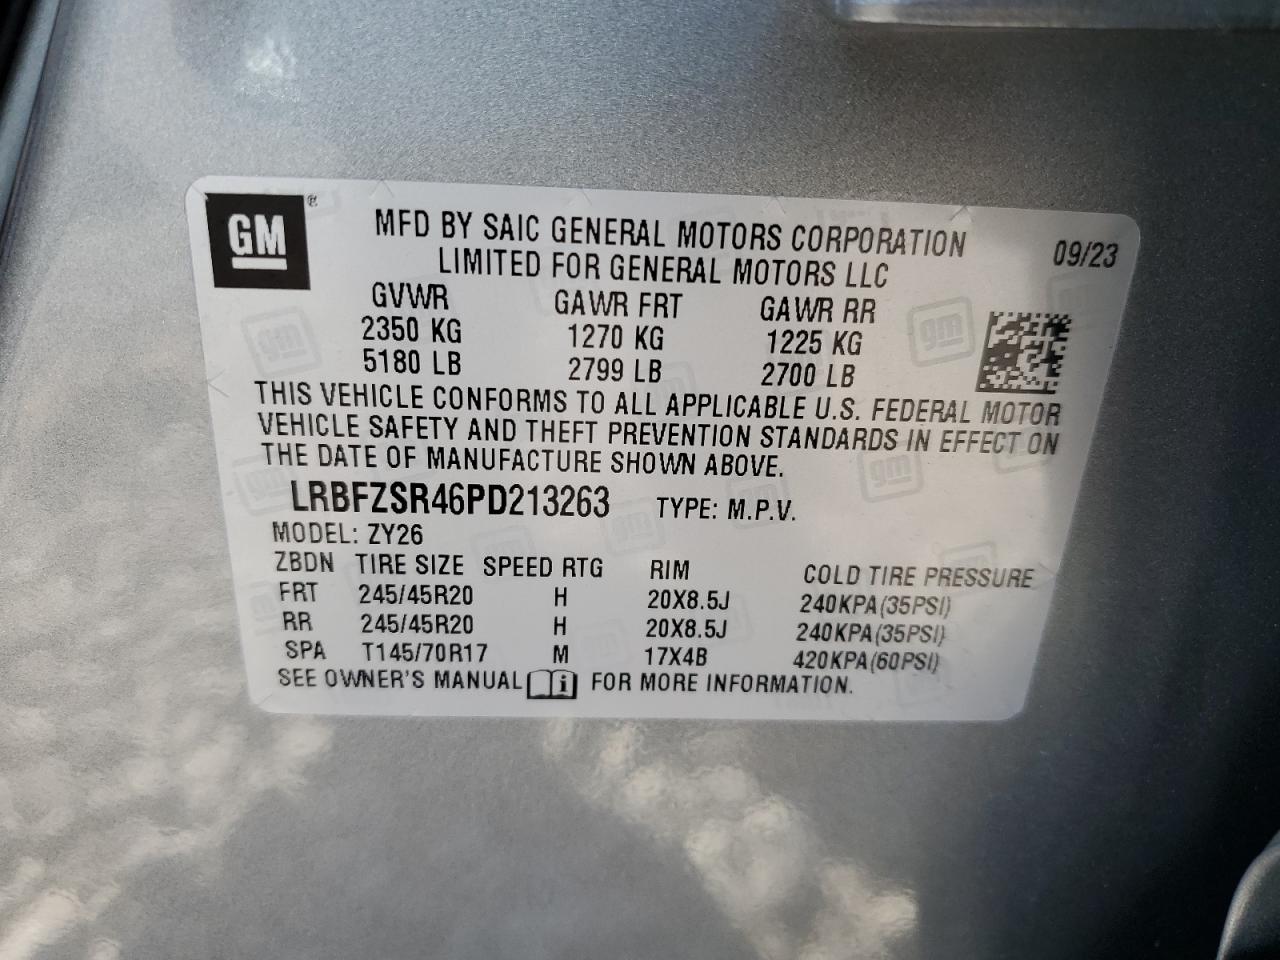 GM ®
MFD BY SAIC GENERAL MOTORS CORPORATION 09/23
LIMITED FOR GENERAL MOTORS LLC
GVWR GAWR FRT GAWR RR
2350 KG 1270 KG 1225 KG
5180 LB 2799 LB 2700 LB
THIS VEHICLE CONFORMS TO ALL APPLICABLE U.S. FEDERAL MOTOR
VEHICLE SAFETY AND THEFT PREVENTION STANDARDS IN EFFECT ON
THE DATE OF MANUFACTURE SHOWN ABOVE.
LRBFZSR46PD213263 TYPE: M.P.V.
MODEL: ZY26
ZBDN TIRE SIZE SPEED RTG RIM COLD TIRE PRESSURE
FRT 245/45R20 H 20X8.5J 240KPA(35PSI)
RR 245/45R20 H 20X8.5J 240KPA(35PSI)
SPA T145/70R17 M 17X4B 420KPA(60PSI)
SEE OWNER'S MANUAL i FOR MORE INFORMATION.